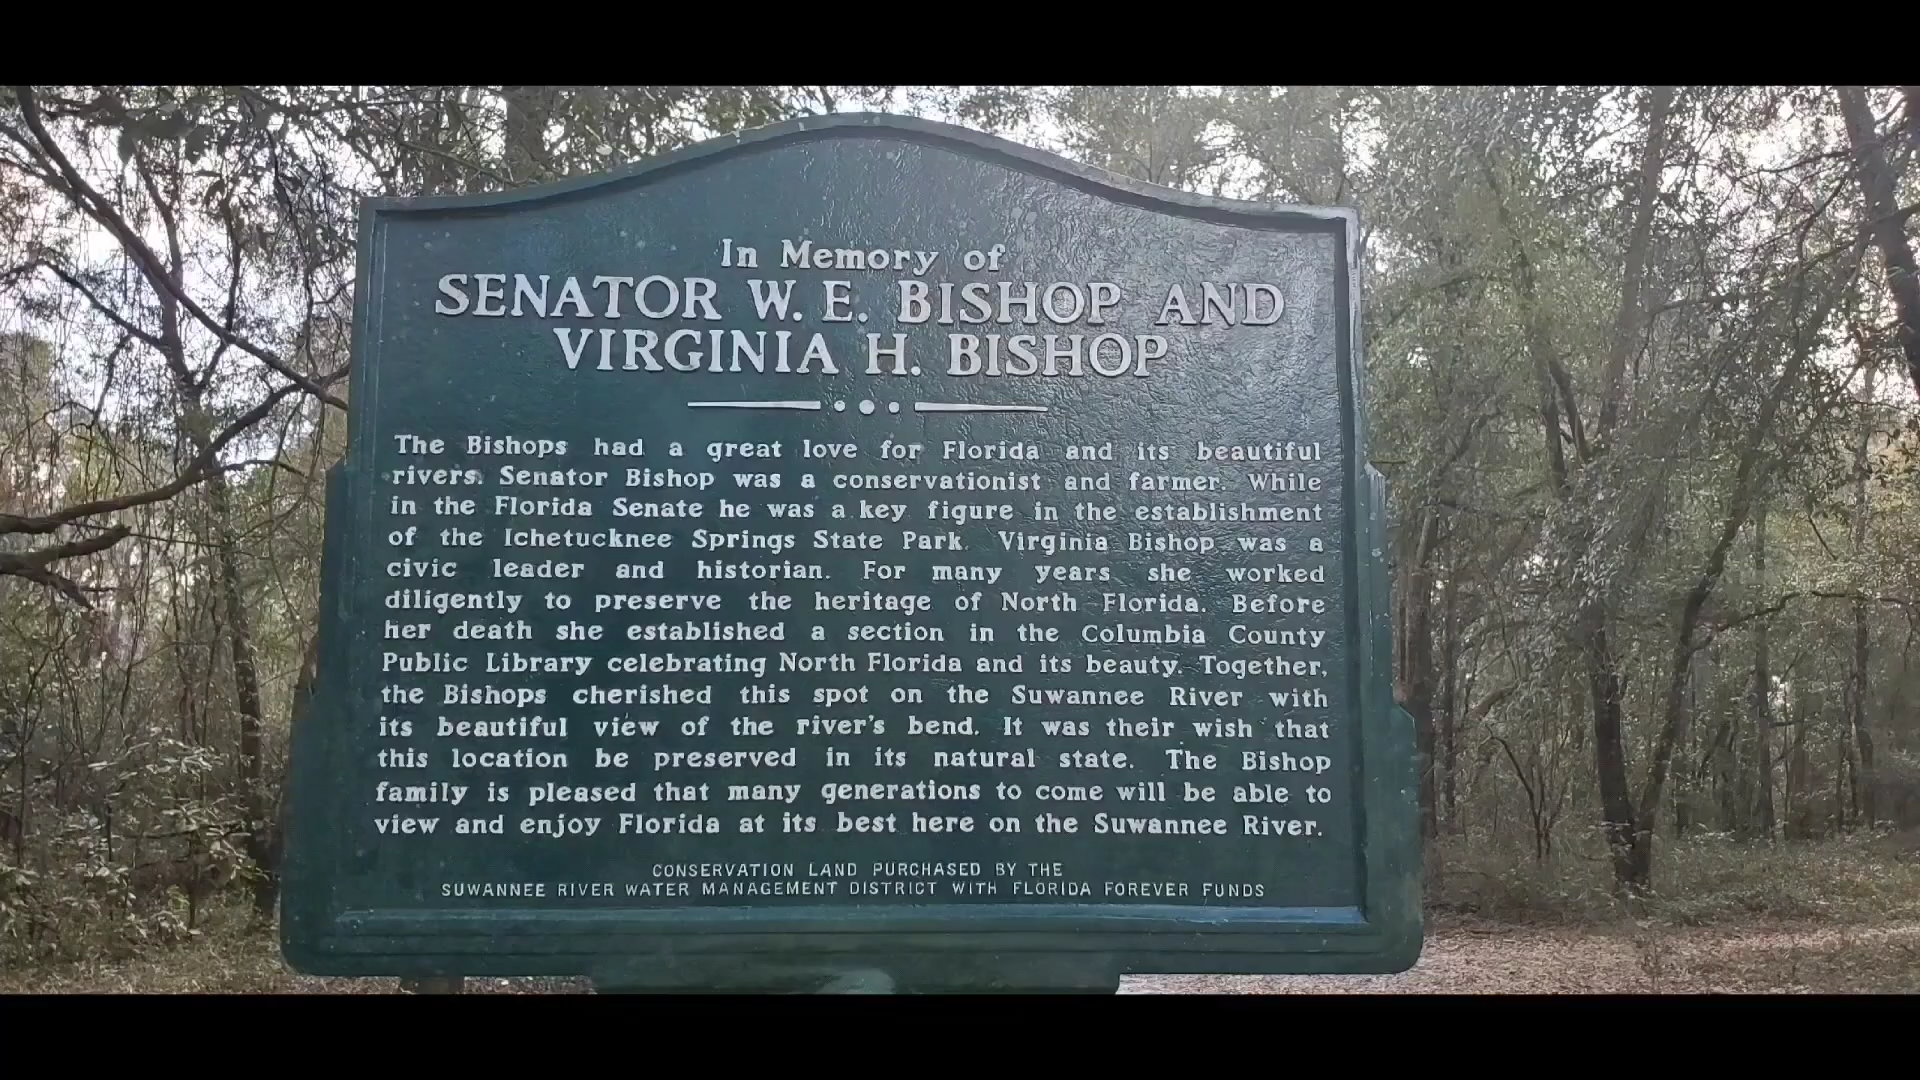 In Memory of
SENATOR W. E. BISHOP AND
VIRGINIA H. BISHOP
The Bishops had a great love for Florida and its beautiful
rivers. Senator Bishop was a conservationist and farmer. While
in the Florida Senate he was a key figure in the establishment
of the Ichetucknee Springs State Park. Virginia Bishop was a
civic leader and historian. For many years she worked
diligently to preserve the heritage of North Florida. Before
her death she established a section in the Columbia County
Public Library celebrating North Florida and its beauty. Together,
the Bishops cherished this spot on the Suwannee River with
its beautiful view of the river's bend. It was their wish that
this location be preserved in its natural state. The Bishop
family is pleased that many generations to come will be able to
view and enjoy Florida at its best here on the Suwannee River.
CONSERVATION LAND PURCHASED BY THE
SUWANNEE RIVER WATER MANAGEMENT DISTRICT WITH FLORIDA FOREVER FUNDS